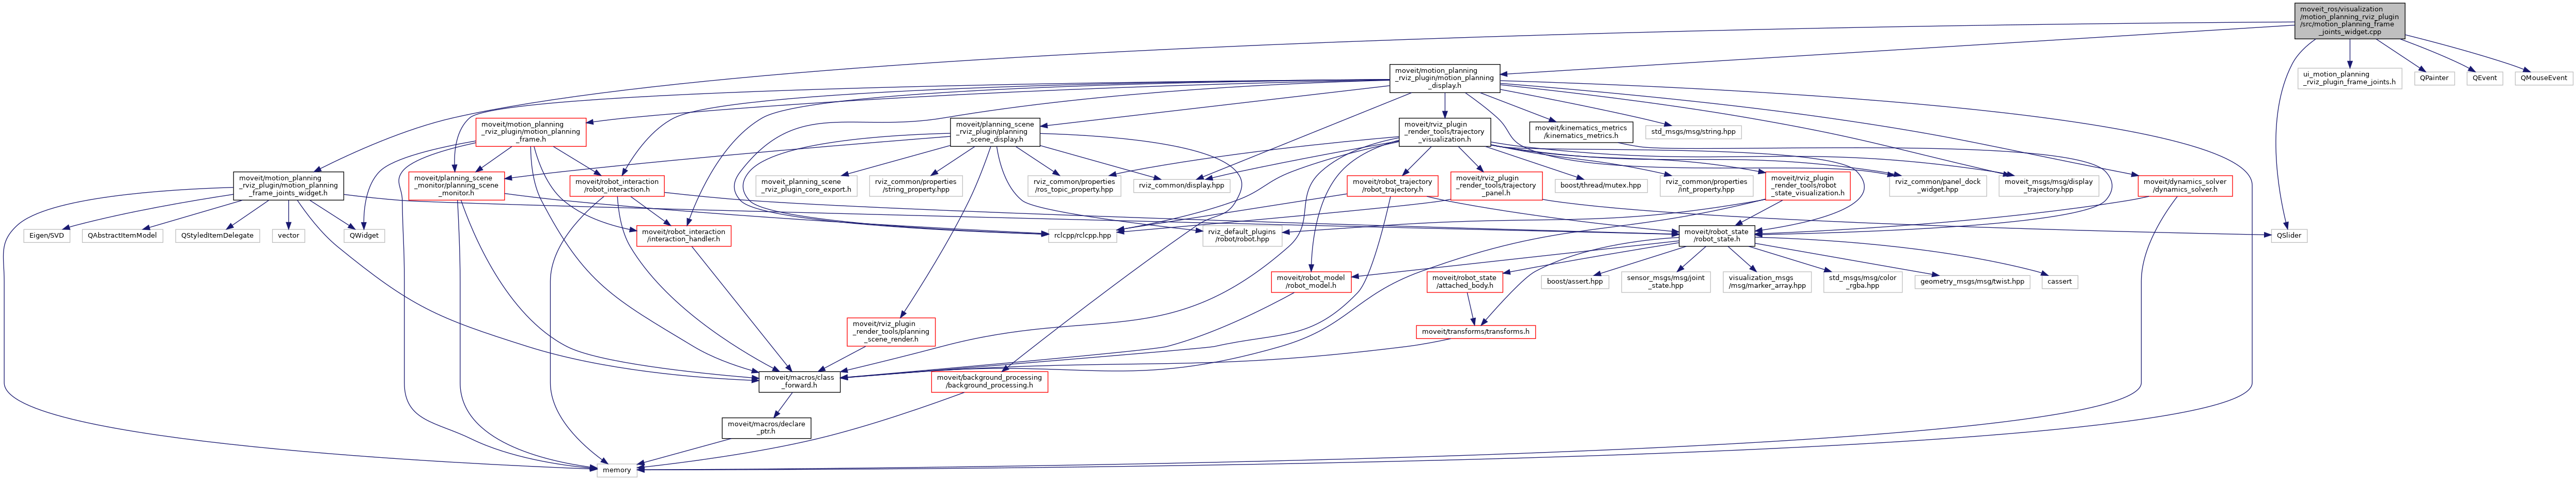 moveit_ros/visualization
/motion_planning_rviz_plugin
/src/motion_planning_frame
_joints_widget.cpp
moveit/motion_planning
_rviz_plugin/motion_planning
_display.h
ui_motion_planning
_rviz_plugin_frame_joints.h
QPainter
QEvent
QMouseEvent
moveit/motion_planning
_rviz_plugin/motion_planning
_frame.h
moveit/planning_scene
_rviz_plugin/planning
_scene_display.h
moveit/rviz_plugin
_render_tools/trajectory
_visualization.h
moveit/kinematics_metrics
/kinematics_metrics.h
std_msgs/msg/string.hpp
moveit/motion_planning
_rviz_plugin/motion_planning
_frame_joints_widget.h
moveit/planning_scene
_monitor/planning_scene
_monitor.h
moveit/robot_interaction
/robot_interaction.h
moveit_planning_scene
_rviz_plugin_core_export.h
rviz_common/properties
/string_property.hpp
rviz_common/properties
/ros_topic_property.hpp
rviz_common/display.hpp
moveit/robot_trajectory
/robot_trajectory.h
moveit/rviz_plugin
_render_tools/trajectory
_panel.h
boost/thread/mutex.hpp
rviz_common/properties
/int_property.hpp
moveit/rviz_plugin
_render_tools/robot
_state_visualization.h
rviz_common/panel_dock
_widget.hpp
moveit_msgs/msg/display
_trajectory.hpp
moveit/dynamics_solver
/dynamics_solver.h
Eigen/SVD
QAbstractItemModel
QStyledItemDelegate
vector
QWidget
moveit/robot_interaction
/interaction_handler.h
rclcpp/rclcpp.hpp
rviz_default_plugins
/robot/robot.hpp
moveit/robot_state
/robot_state.h
QSlider
moveit/robot_model
/robot_model.h
moveit/robot_state
/attached_body.h
boost/assert.hpp
sensor_msgs/msg/joint
_state.hpp
visualization_msgs
/msg/marker_array.hpp
std_msgs/msg/color
_rgba.hpp
geometry_msgs/msg/twist.hpp
cassert
moveit/rviz_plugin
_render_tools/planning
_scene_render.h
moveit/transforms/transforms.h
moveit/macros/class
_forward.h
moveit/background_processing
/background_processing.h
moveit/macros/declare
_ptr.h
memory